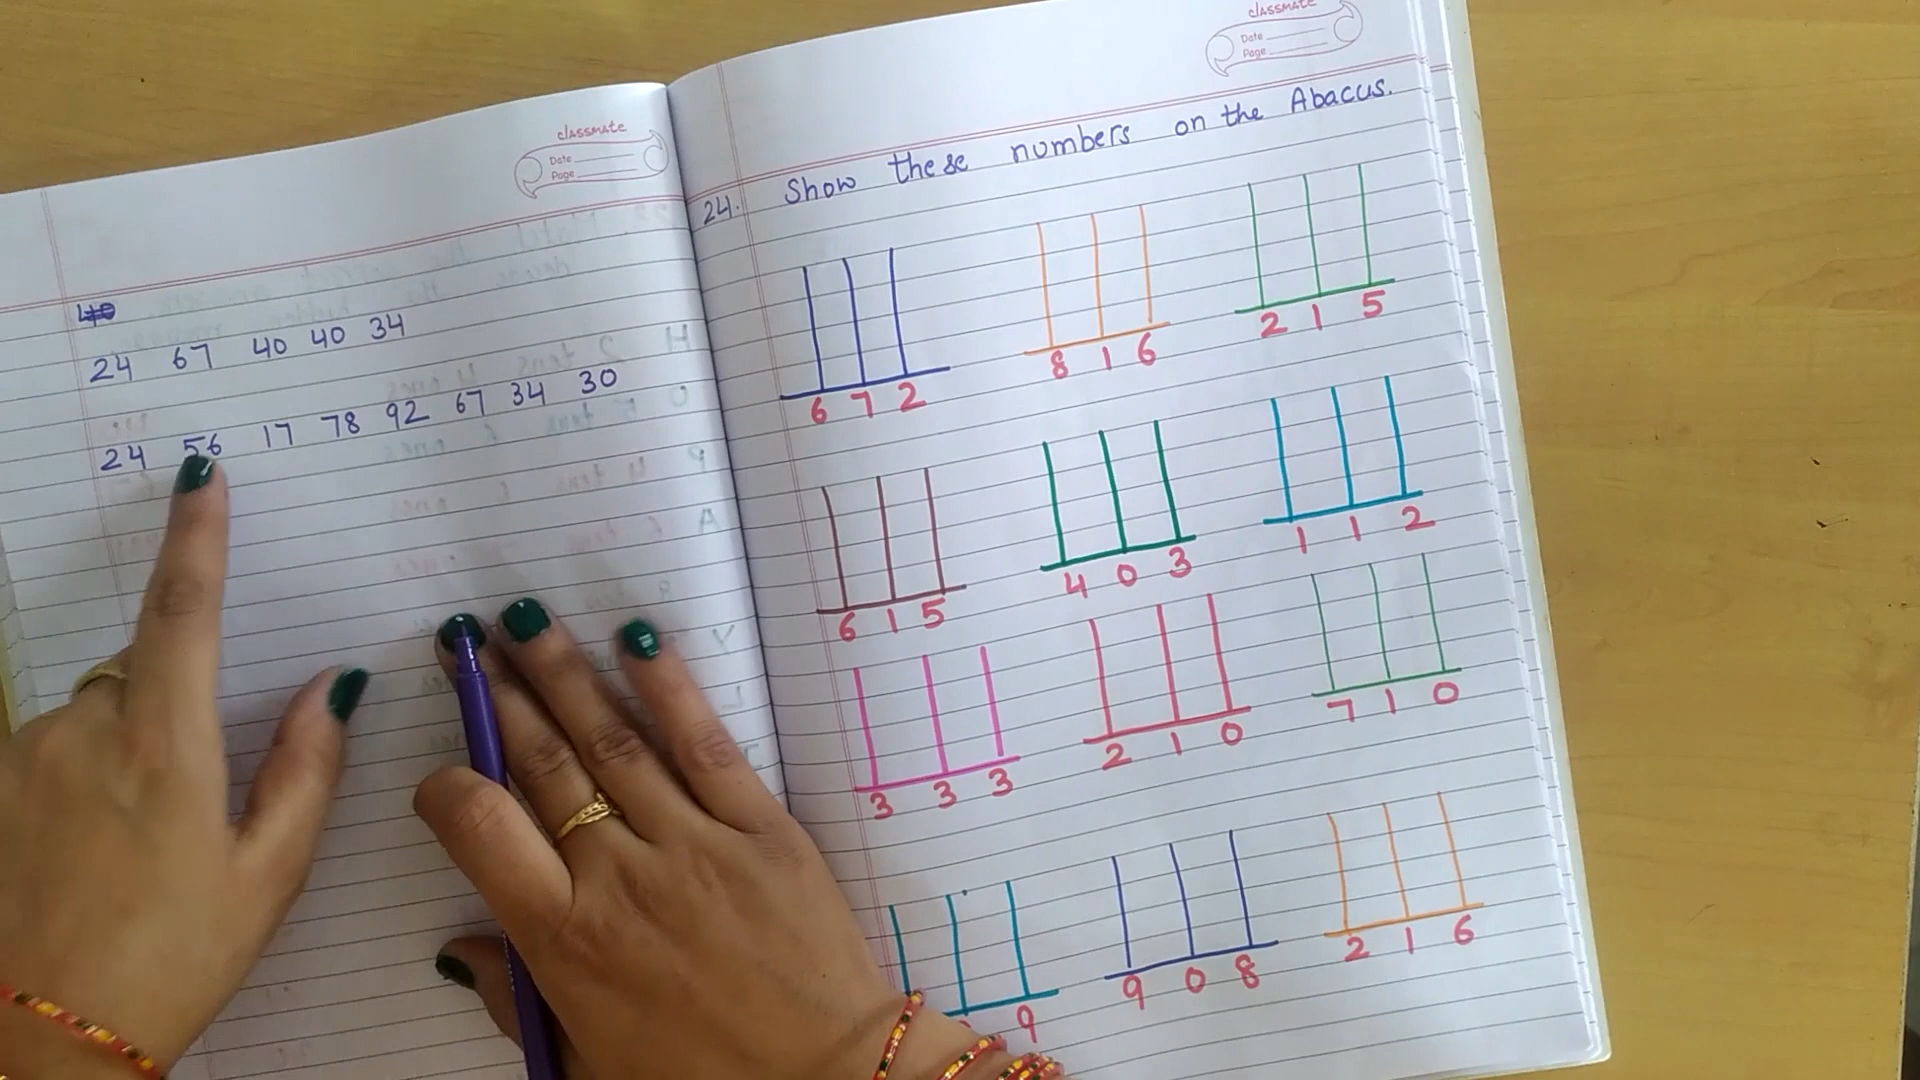 classmate
Date
Page
24 67 40 40 34
24 56 17 78 92 67 34 30
classmate
Date
Page
24. Show these numbers on the Abacus.
6 7 2
8 1 6
2 1 5
6 1 5
4 0 3
1 1 2
3 3 3
2 1 0
7 1 0
9
9 0 8
2 1 6